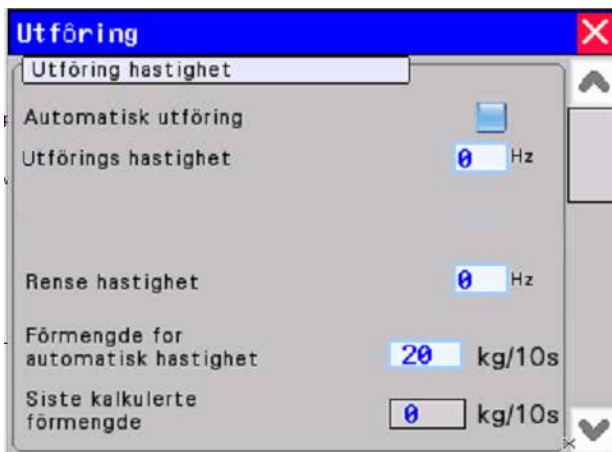 Utfôring
Utfôring hastighet
Automatisk utfôring
Utfôrings hastighet
0 Hz
Rense hastighet
0 Hz
Fôrmengde for
automatisk hastighet
20 kg/10s
Siste kalkulerte
fôrmengde
0 kg/10s